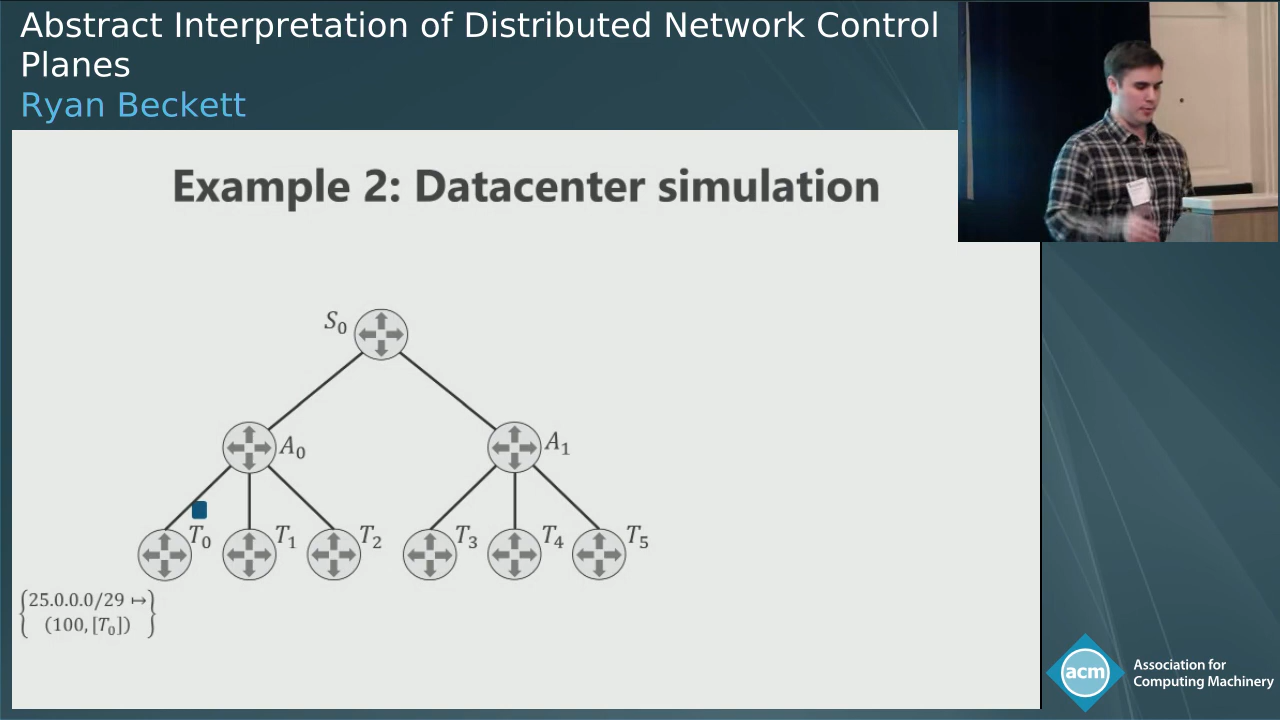 Abstract Interpretation of Distributed Network Control
Planes
Ryan Beckett
Example 2: Datacenter simulation
S₀
A₀
A₁
T₀
T₁
T₂
T₃
T₄
T₅
{25.0.0.0/29 ↦
(100, [T₀])}
acm
Association for
Computing Machinery